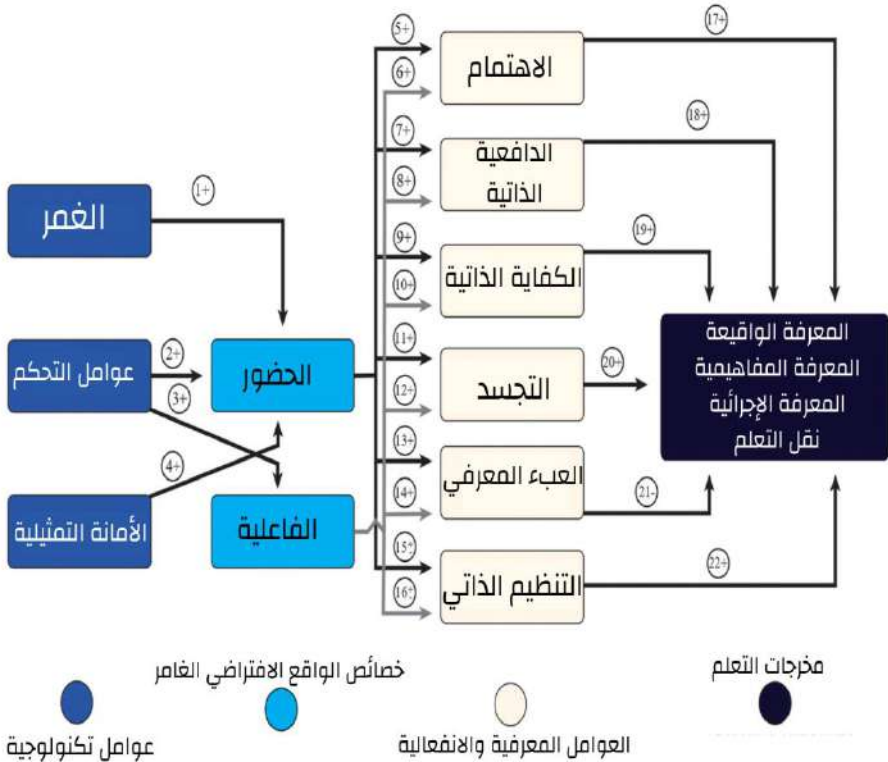 الغمر
عوامل التحكم
الأمانة التمثيلية
1+
2+
3+
4+
الحضور
الفاعلية
5+
6+
7+
8+
9+
10+
11+
12+
13+
14+
15±
16±
الاهتمام
الدافعية
الذاتية
الكفاية الذاتية
التجسد
العبء المعرفي
التنظيم الذاتي
17+
18+
19+
20+
21-
22+
المعرفة الواقيعة
المعرفة المفاهيمية
المعرفة الإجرائية
نقل التعلم
عوامل تكنولوجية
خصائص الواقع الافتراضي الغامر
العوامل المعرفية والانفعالية
مخرجات التعلم